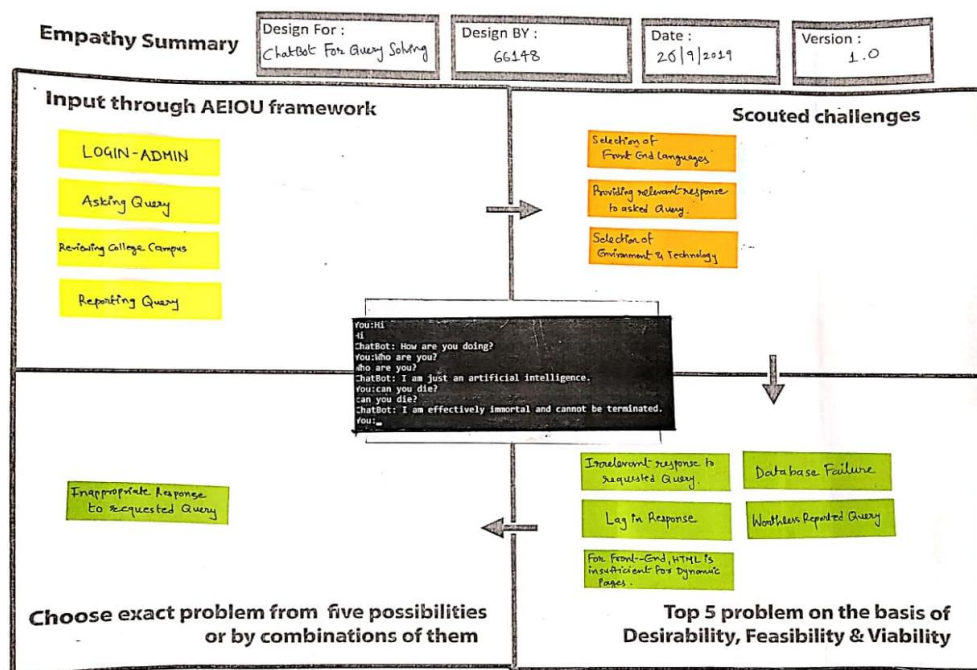 Empathy Summary
Design For :
ChatBot For Query Solving
Design BY :
66148
Date :
26/9/2019
Version :
1.0
Input through AEIOU framework
LOGIN-ADMIN
Asking Query
Reviewing College Campus
Reporting Query
Scouted challenges
Selection of
Front End Languages
Providing relevant response
to asked Query.
Selection of
Environment & Technology
You:Hi
Hi
ChatBot: How are you doing?
You:Who are you?
Who are you?
ChatBot: I am just an artificial intelligence.
You:can you die?
can you die?
ChatBot: I am effectively immortal and cannot be terminated.
You:_
Inappropriate Response
to requested Query
Choose exact problem from five possibilities
or by combinations of them
Irrelevant response to
requested Query.
Database Failure
Lag in Response
Worthless Reported Query
For Front-End, HTML is
insufficient for Dynamic
Pages.
Top 5 problem on the basis of
Desirability, Feasibility & Viability